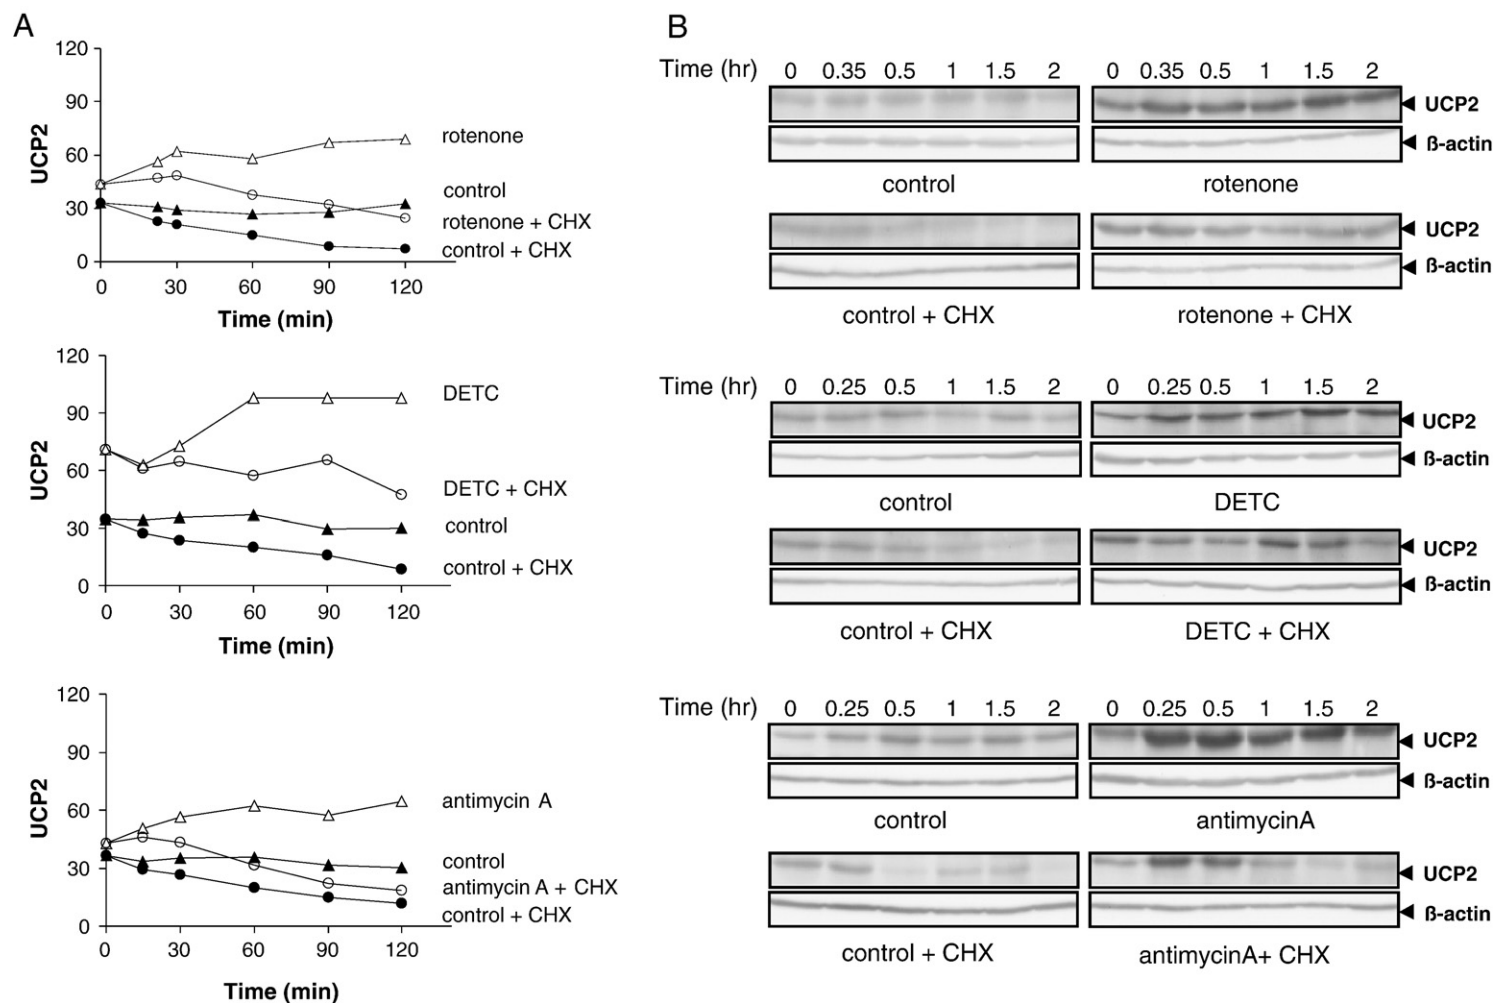 A
UCP2
120
90
60
30
0
rotenone
control
rotenone + CHX
control + CHX
0 30 60 90 120
Time (min)
UCP2
120
90
60
30
0
DETC
DETC + CHX
control
control + CHX
0 30 60 90 120
Time (min)
UCP2
120
90
60
30
0
antimycin A
control
antimycin A + CHX
control + CHX
0 30 60 90 120
Time (min)
B
Time (hr) 0 0.35 0.5 1 1.5 2 0 0.35 0.5 1 1.5 2
UCP2
ß-actin
control rotenone
UCP2
ß-actin
control + CHX rotenone + CHX
Time (hr) 0 0.25 0.5 1 1.5 2 0 0.25 0.5 1 1.5 2
UCP2
ß-actin
control DETC
UCP2
ß-actin
control + CHX DETC + CHX
Time (hr) 0 0.25 0.5 1 1.5 2 0 0.25 0.5 1 1.5 2
UCP2
ß-actin
control antimycinA
UCP2
ß-actin
control + CHX antimycinA+ CHX